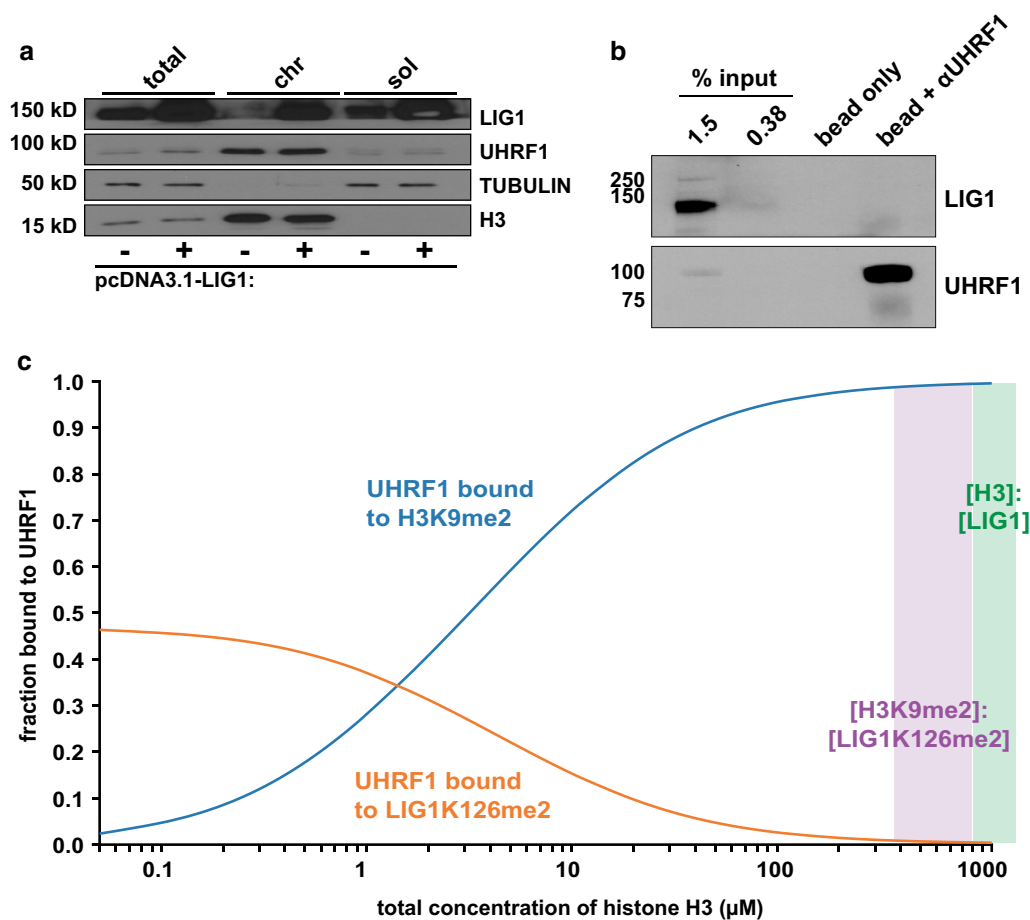 a
total chr sol
150 kD
LIG1
100 kD
UHRF1
50 kD
TUBULIN
15 kD
H3
- + - + - +
pcDNA3.1-LIG1:
b
% input
1.5 0.38 bead only bead + αUHRF1
250
150
LIG1
100
75
UHRF1
c
fraction bound to UHRF1
1.0
0.9
0.8
0.7
0.6
0.5
0.4
0.3
0.2
0.1
0.0
UHRF1 bound
to H3K9me2
[H3]:
[LIG1]
[H3K9me2]:
[LIG1K126me2]
UHRF1 bound
to LIG1K126me2
0.1 1 10 100 1000
total concentration of histone H3 (µM)